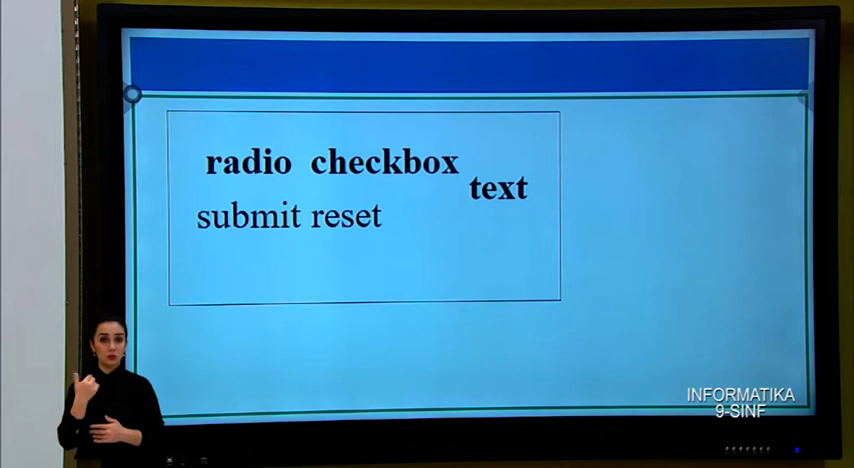 radio checkbox
text
submit reset
INFORMATIKA
9-SINF